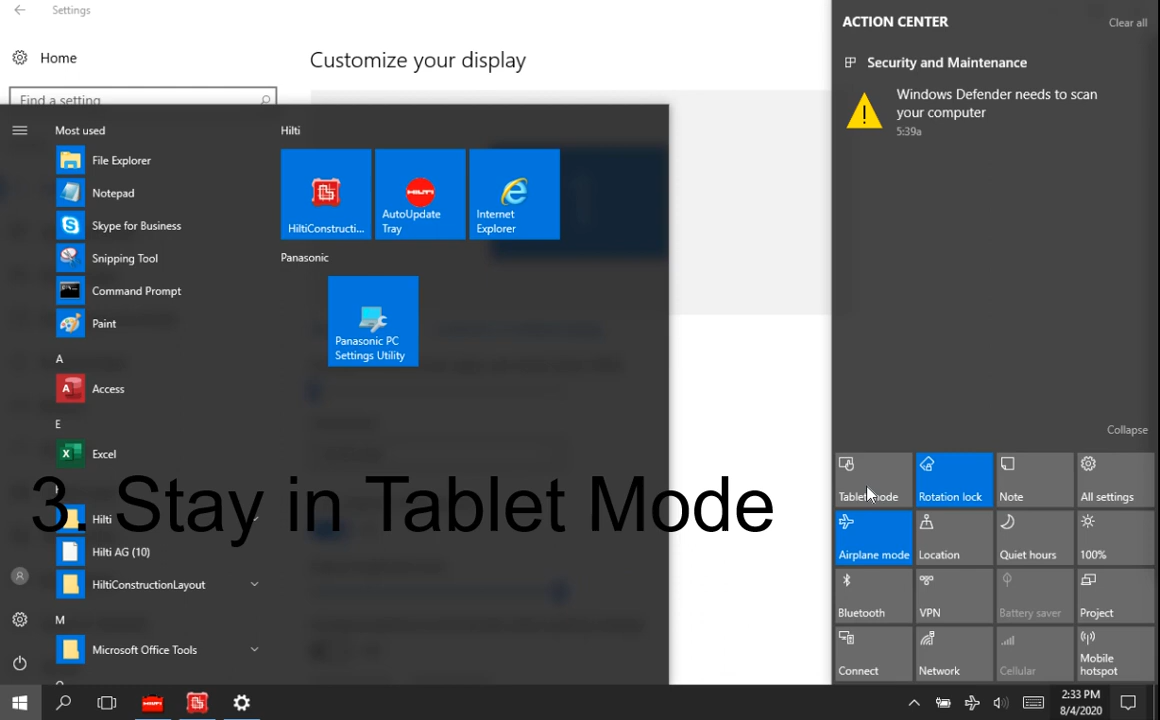 Settings
Home
Find a setting
Customize your display
Most used
File Explorer
Notepad
Skype for Business
Snipping Tool
Command Prompt
Paint
A
Access
E
Excel
Hilti
Hilti AG (10)
HiltiConstructionLayout
M
Microsoft Office Tools
Hilti
HiltiConstructi...
HILTI
AutoUpdate
Tray
Internet
Explorer
Panasonic
Panasonic PC
Settings Utility
3. Stay in Tablet Mode
ACTION CENTER
Clear all
Security and Maintenance
Windows Defender needs to scan
your computer
5:39a
Collapse
Tablet mode
Rotation lock
Note
All settings
Airplane mode
Location
Quiet hours
100%
Bluetooth
VPN
Battery saver
Project
Connect
Network
Cellular
Mobile
hotspot
2:33 PM
8/4/2020